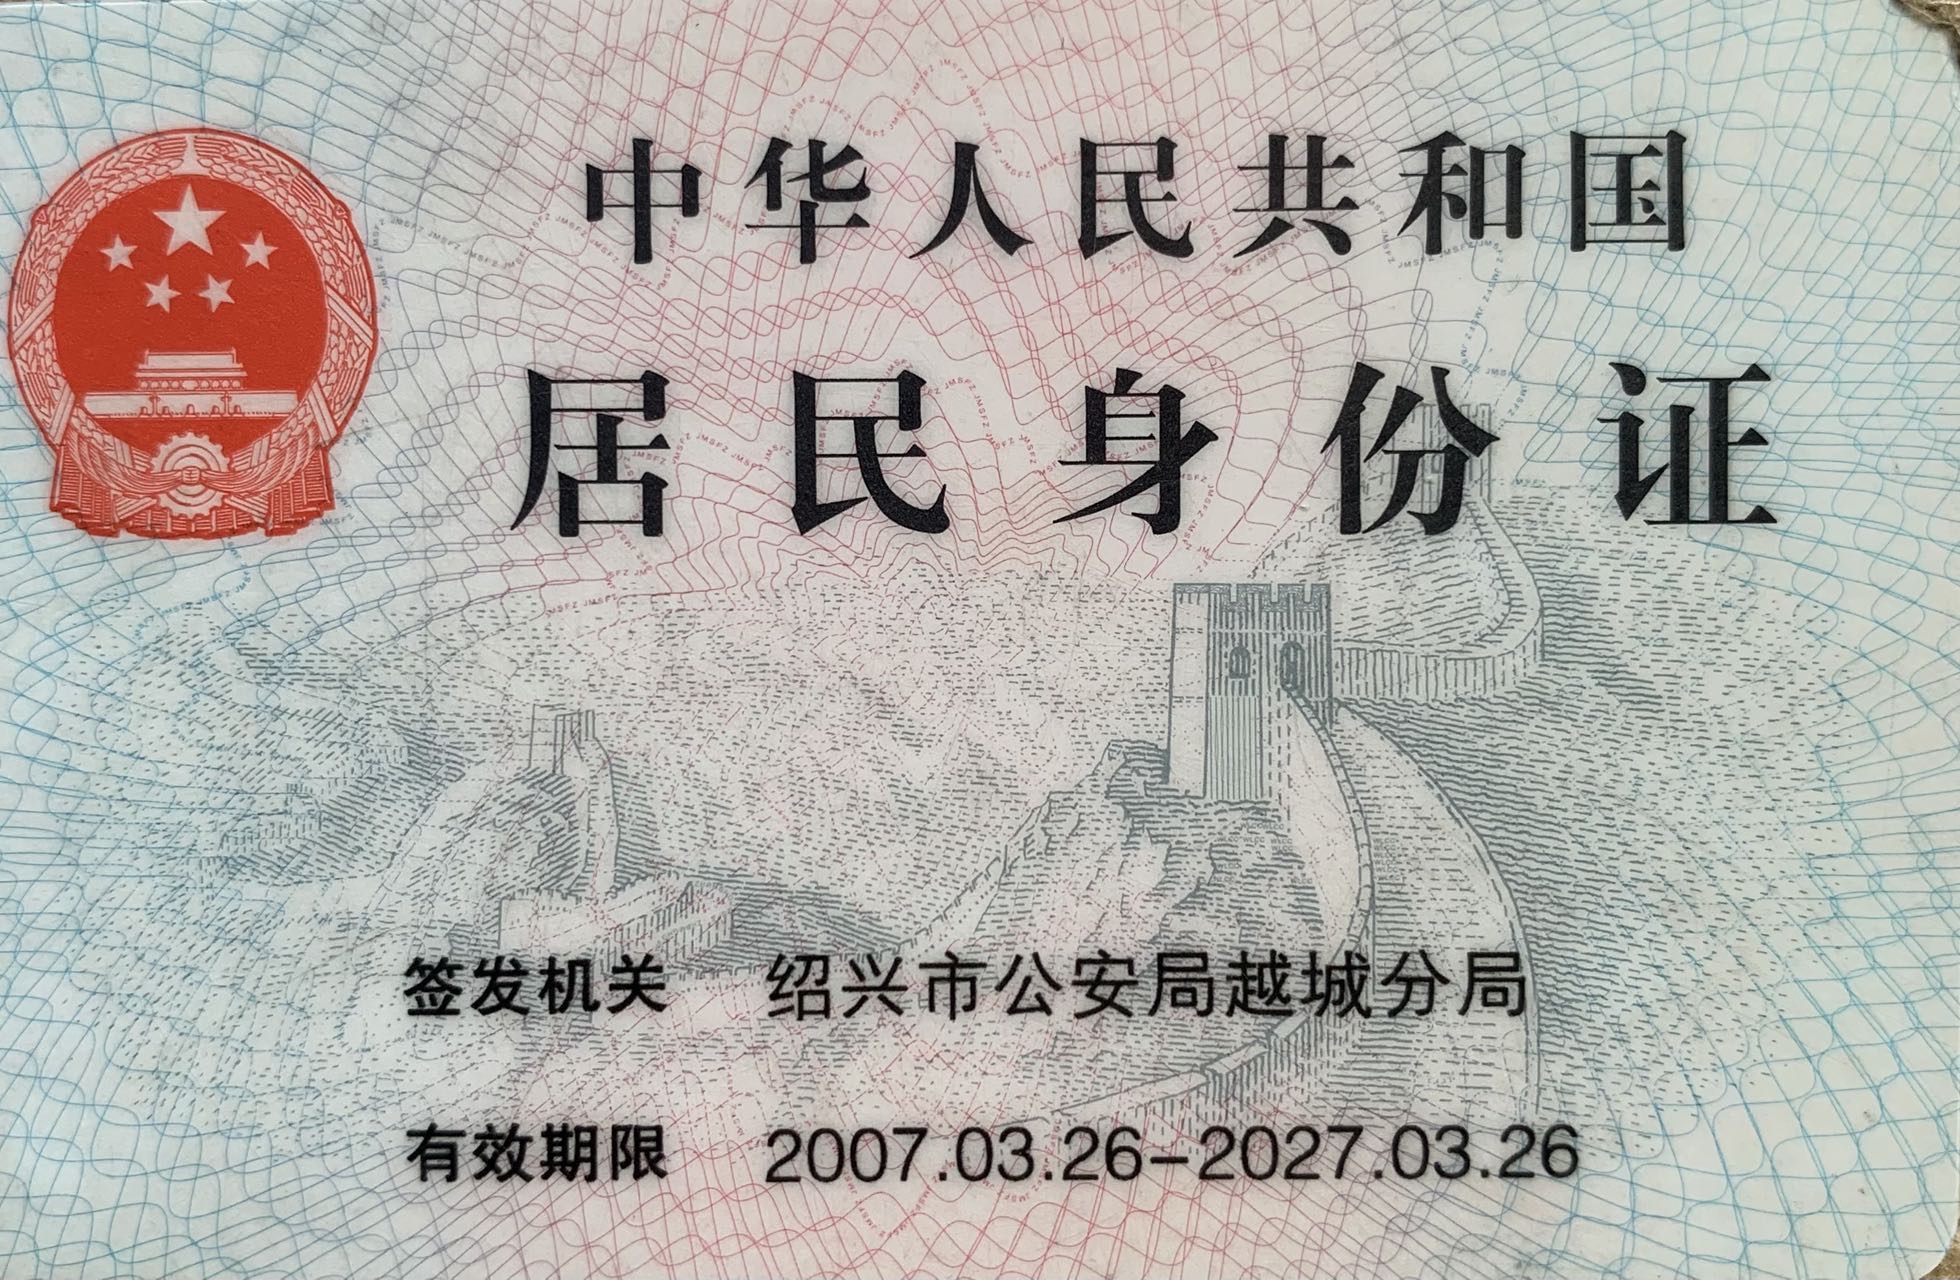 中华人民共和国
居民身份证
签发机关 绍兴市公安局越城分局
有效期限 2007.03.26-2027.03.26